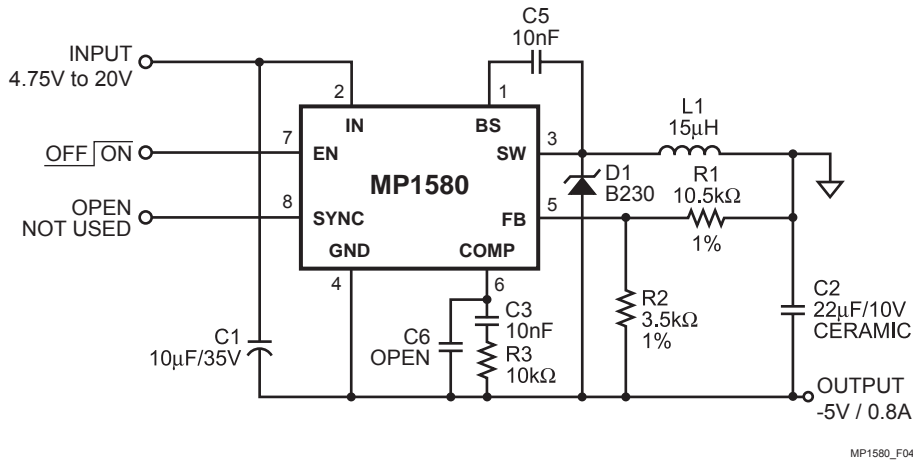 C5
10nF
INPUT
4.75V to 20V
2
1
IN
BS
L1
15µH
7
EN
SW
3
OFF ON
MP1580
D1
B230
R1
10.5kΩ
1%
OPEN
NOT USED
8
SYNC
FB
5
GND
COMP
4
6
C1
10µF/35V
C6
OPEN
C3
10nF
R3
10kΩ
R2
3.5kΩ
1%
C2
22µF/10V
CERAMIC
OUTPUT
-5V / 0.8A
MP1580_F04